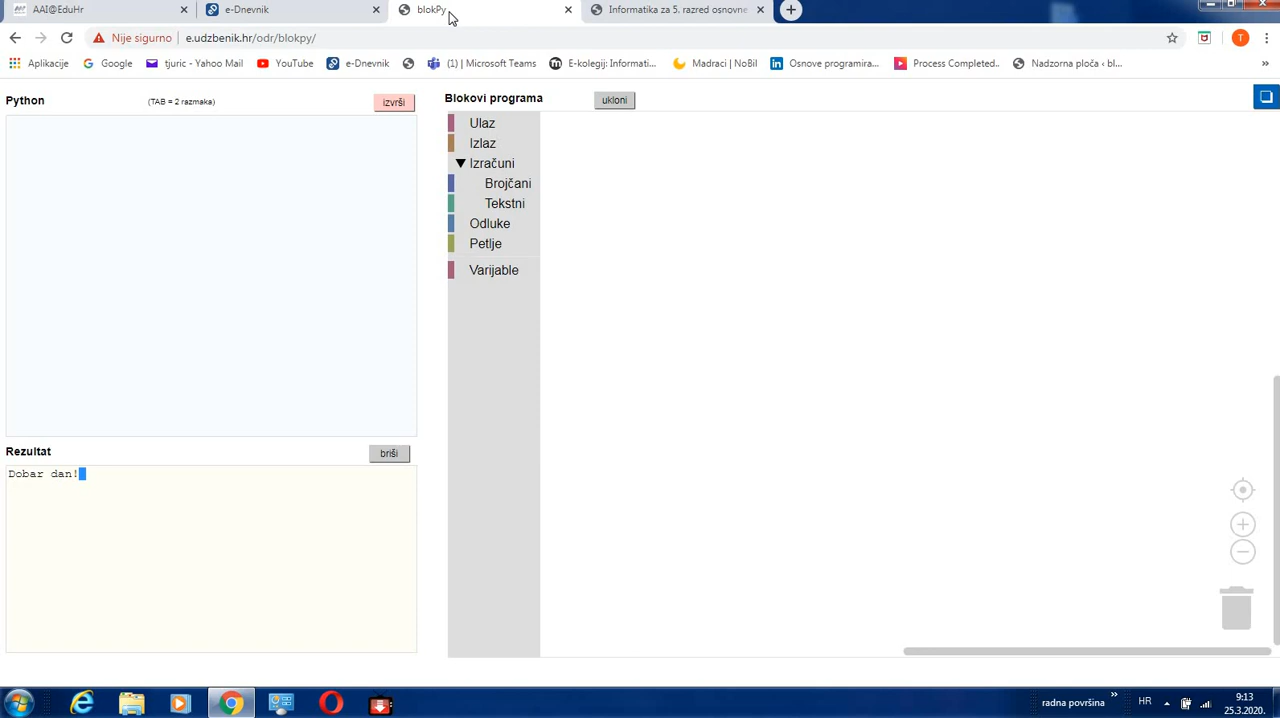 AAI@EduHr
e-Dnevnik
blokPy
Informatika za 5. razred osnovne
Nije sigurno
e.udzbenik.hr/odr/blokpy/
Aplikacije
Google
tjuric - Yahoo Mail
YouTube
e-Dnevnik
(1) | Microsoft Teams
E-kolegij: Informati...
Madraci | NoBil
Osnove programira...
Process Completed..
Nadzorna ploča ‹ bl...
»
T
Python
(TAB = 2 razmaka)
izvrši
Blokovi programa
ukloni
Ulaz
Izlaz
Izračuni
Brojčani
Tekstni
Odluke
Petlje
Varijable
Rezultat
briši
Dobar dan!
radna površina
»
HR
9:13
25.3.2020.